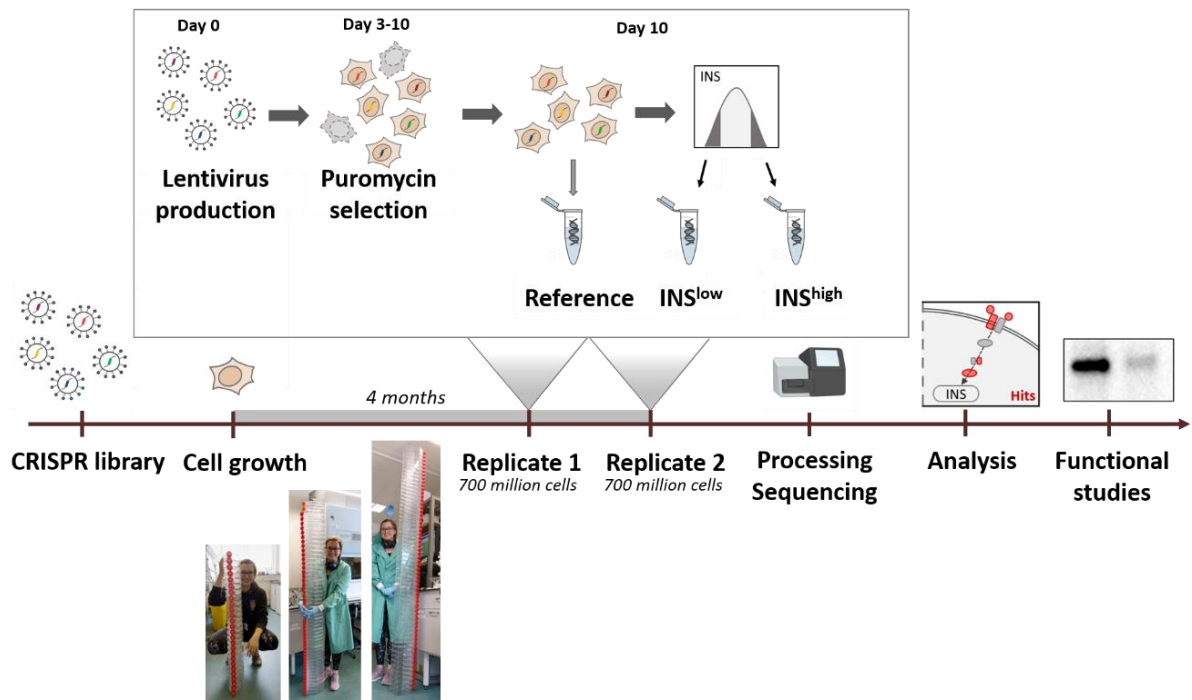 Day 0
Day 3-10
Day 10
INS
Lentivirus
production
Puromycin
selection
Reference
INSlow
INShigh
4 months
INS
Hits
CRISPR library
Cell growth
Replicate 1
700 million cells
Replicate 2
700 million cells
Processing
Sequencing
Analysis
Functional
studies